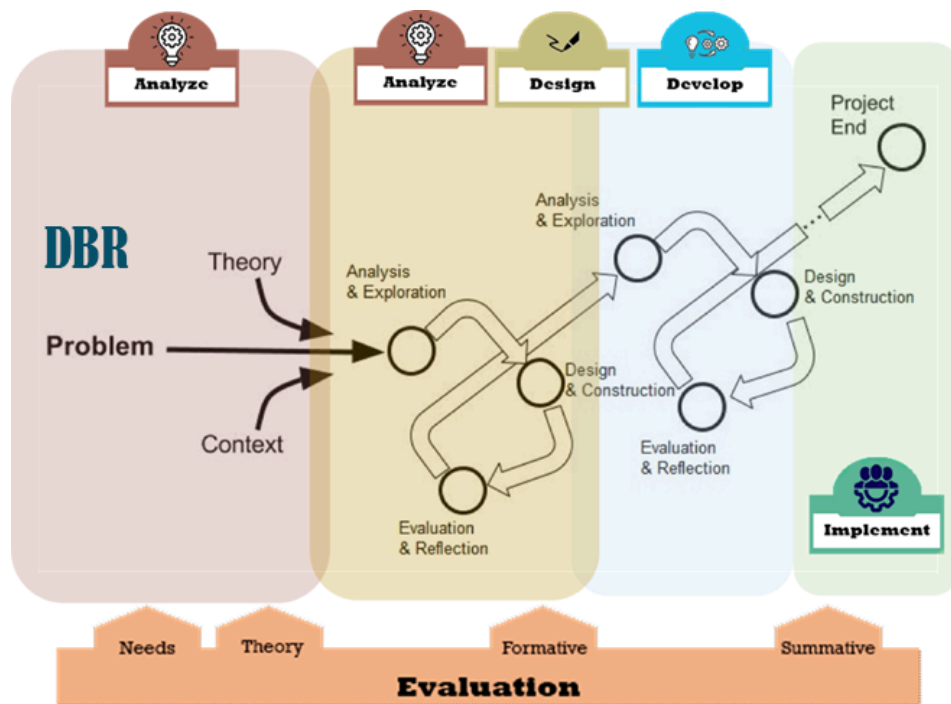 Analyze
Analyze
Design
Develop
Project
End
DBR
Theory
Problem
Context
Analysis
& Exploration
Design
& Construction
Evaluation
& Reflection
Analysis
& Exploration
Design
& Construction
Evaluation
& Reflection
Implement
Needs
Theory
Formative
Summative
Evaluation